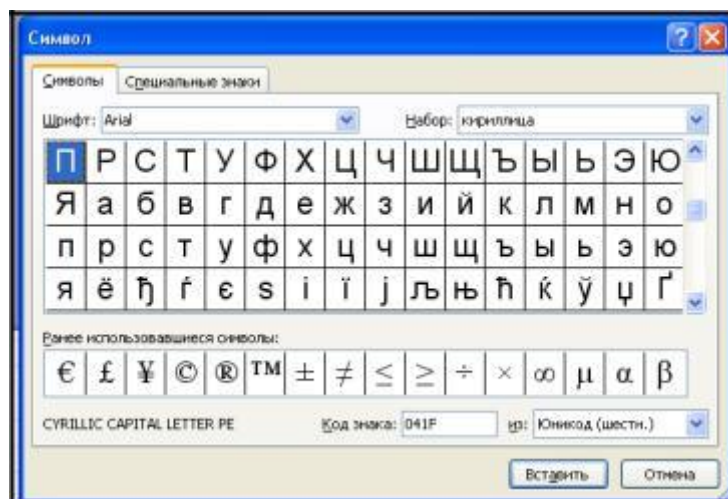 Символ
Символы Специальные знаки
Шрифт: Arial Набор: кириллица
П Р С Т У Ф Х Ц Ч Ш Щ Ъ Ы Ь Э Ю
Я а б в г д е ж з и й к л м н о
п р с т у ф х ц ч ш щ ъ ы ь э ю
я ё ђ ѓ є ѕ і ї ј љ њ ћ ќ ў џ Ґ
Ранее использовавшиеся символы:
€ £ ¥ © ® ™ ± ≠ ≤ ≥ ÷ × ∞ µ α β
CYRILLIC CAPITAL LETTER PE Код знака: 041F из: Юникод (шестн.)
Вставить Отмена